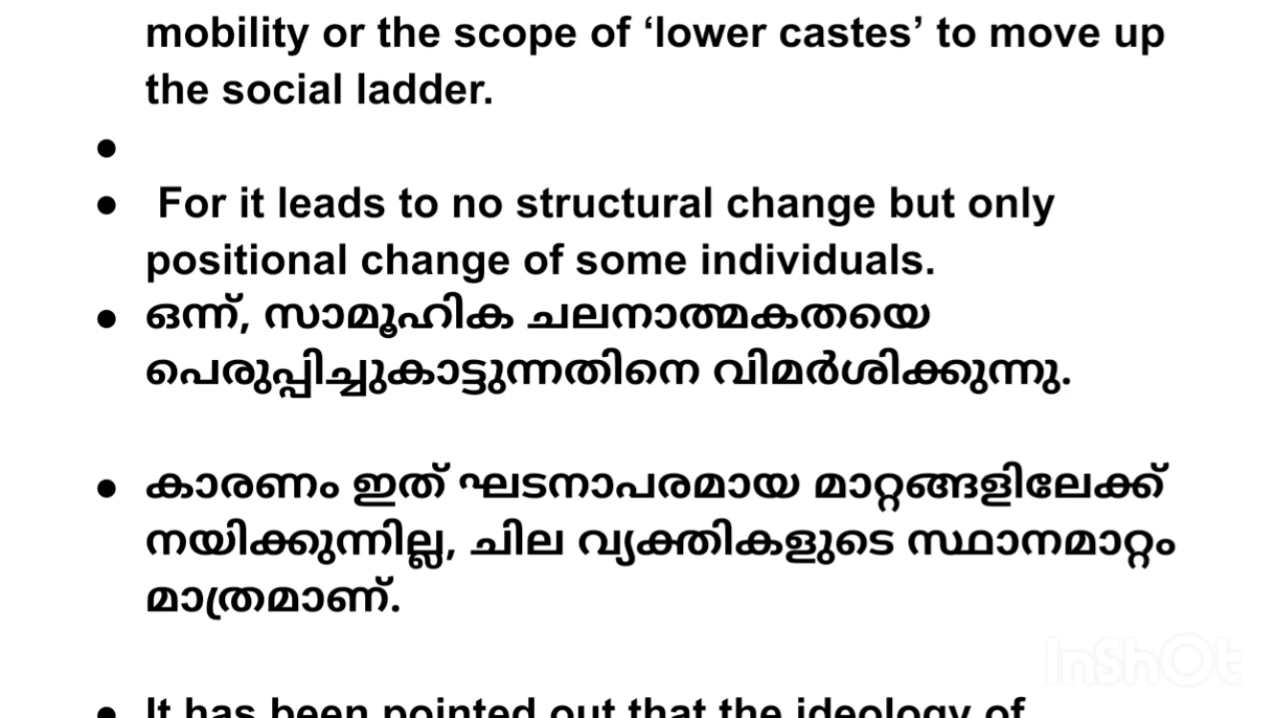 mobility or the scope of ‘lower castes’ to move up
the social ladder.
●
● For it leads to no structural change but only
positional change of some individuals.
● ഒന്ന്, സാമൂഹിക ചലനാത്മകതയെ
പെരുപ്പിച്ചുകാട്ടുന്നതിനെ വിമർശിക്കുന്നു.
● കാരണം ഇത് ഘടനാപരമായ മാറ്റങ്ങളിലേക്ക്
നയിക്കുന്നില്ല, ചില വ്യക്തികളുടെ സ്ഥാനമാറ്റം
മാത്രമാണ്.
● It has been pointed out that the ideology of
InShOt